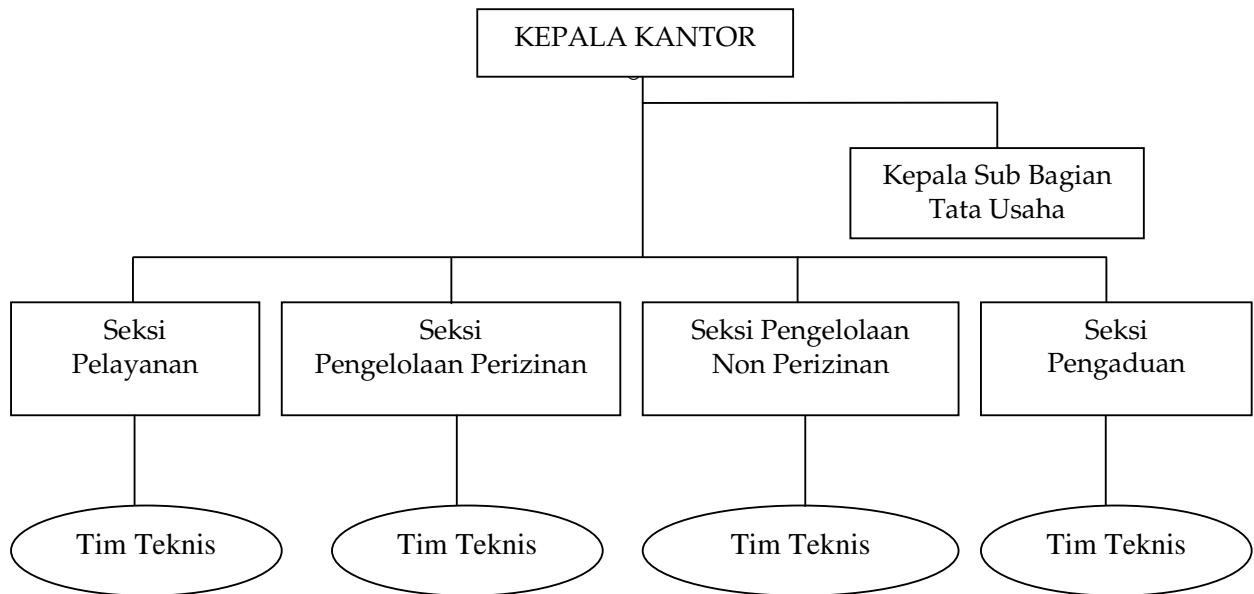 KEPALA KANTOR
Kepala Sub Bagian
Tata Usaha
Seksi
Pelayanan
Seksi
Pengelolaan Perizinan
Seksi Pengelolaan
Non Perizinan
Seksi
Pengaduan
Tim Teknis
Tim Teknis
Tim Teknis
Tim Teknis